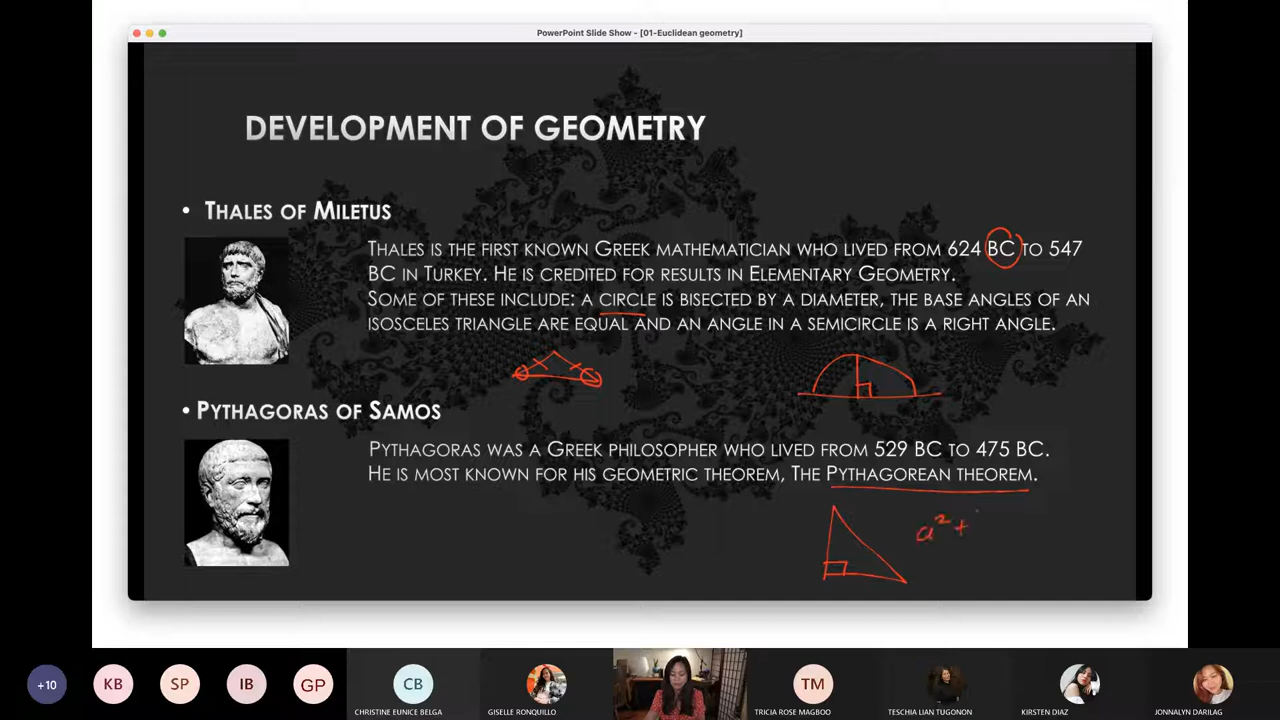 PowerPoint Slide Show - [01-Euclidean geometry]
DEVELOPMENT OF GEOMETRY
• THALES OF MILETUS
THALES IS THE FIRST KNOWN GREEK MATHEMATICIAN WHO LIVED FROM 624 BC TO 547
BC IN TURKEY. HE IS CREDITED FOR RESULTS IN ELEMENTARY GEOMETRY.
SOME OF THESE INCLUDE: A CIRCLE IS BISECTED BY A DIAMETER, THE BASE ANGLES OF AN
ISOSCELES TRIANGLE ARE EQUAL AND AN ANGLE IN A SEMICIRCLE IS A RIGHT ANGLE.
• PYTHAGORAS OF SAMOS
PYTHAGORAS WAS A GREEK PHILOSOPHER WHO LIVED FROM 529 BC TO 475 BC.
HE IS MOST KNOWN FOR HIS GEOMETRIC THEOREM, THE PYTHAGOREAN THEOREM.
a² +
+10 KB SP IB GP CB TM
CHRISTINE EUNICE BELGA GISELLE RONQUILLO TRICIA ROSE MAGBOO TESCHIA LIAN TUGONON KIRSTEN DIAZ JONNALYN DARILAG